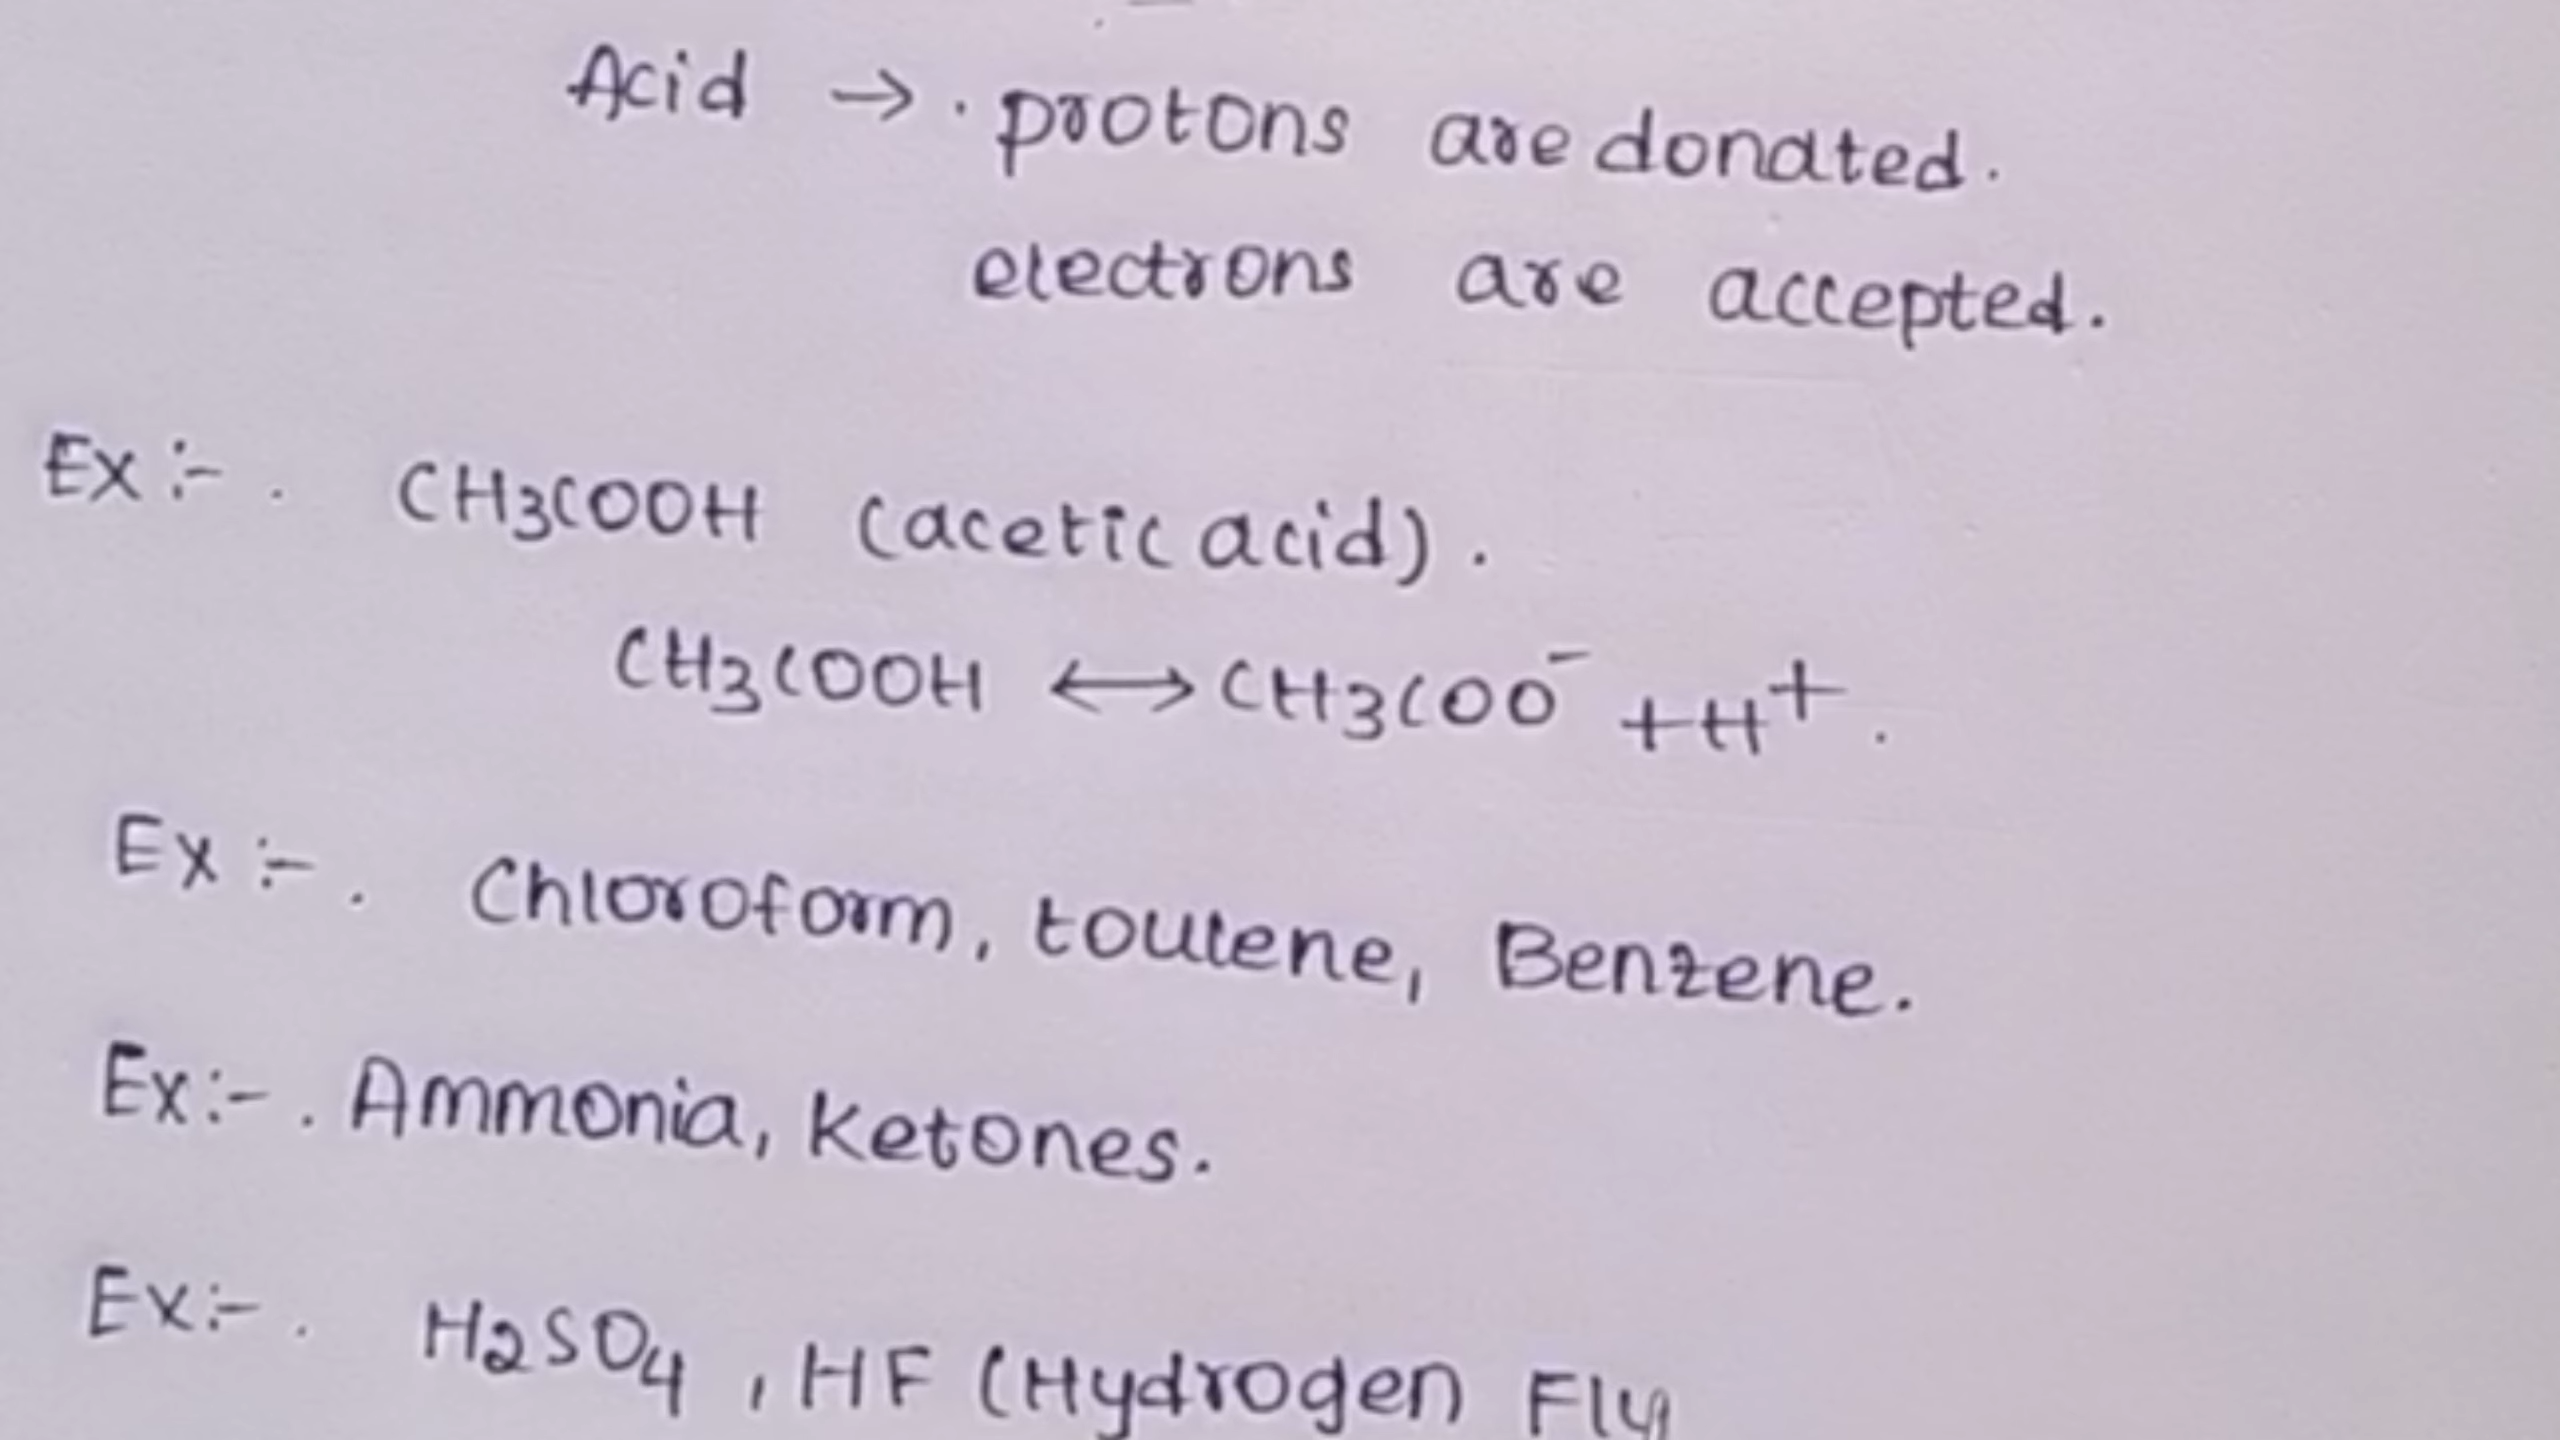 Acid → . protons are donated.
electrons are accepted.
Ex :- . CH3COOH (acetic acid).
CH3COOH ⟷ CH3COO⁻ + H⁺.
Ex :- . Chloroform, toulene, Benzene.
Ex:- . Ammonia, Ketones.
Ex:- . H2SO4, HF (Hydrogen